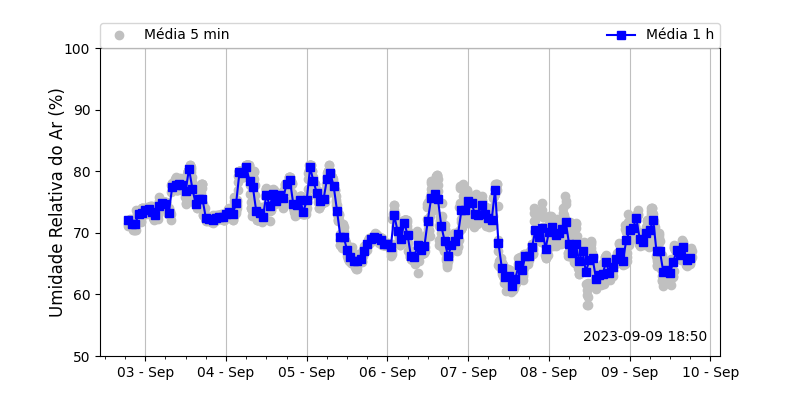 Média 5 min
Média 1 h
Umidade Relativa do Ar (%)
100
90
80
70
60
50
2023-09-09 18:50
03 - Sep
04 - Sep
05 - Sep
06 - Sep
07 - Sep
08 - Sep
09 - Sep
10 - Sep